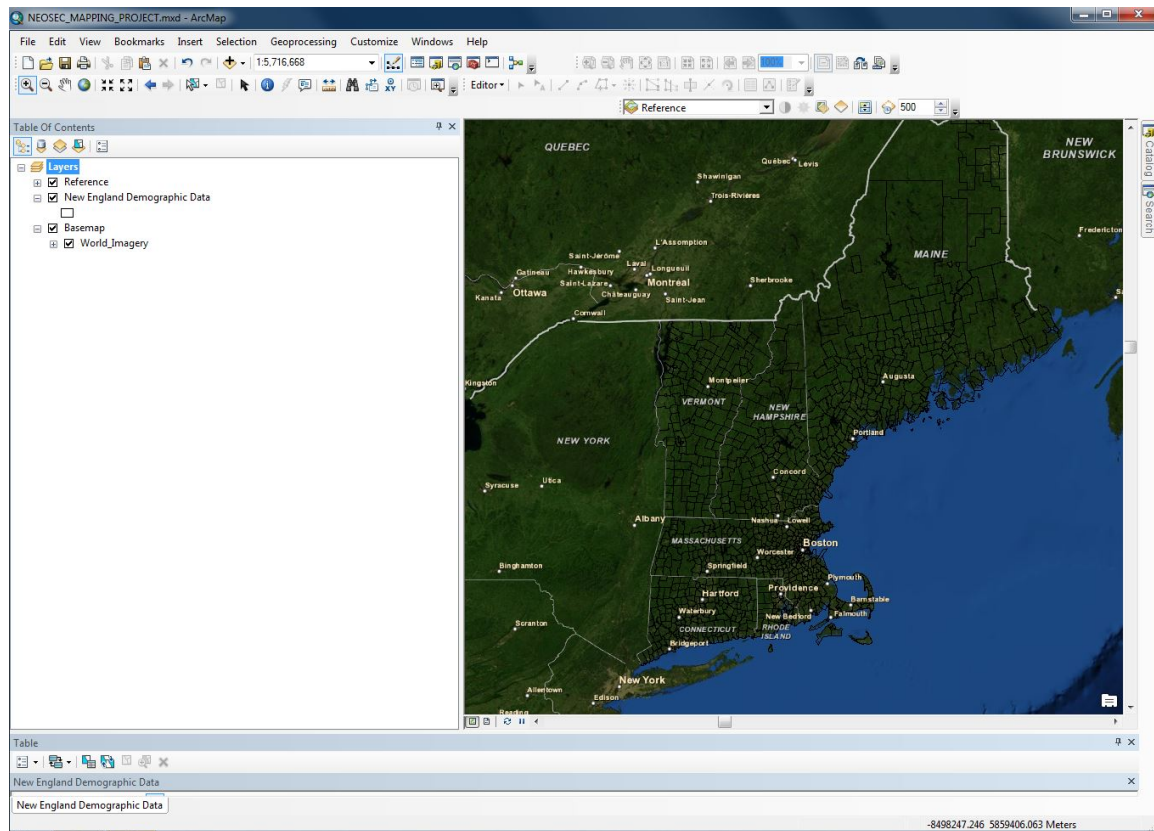 NEOSEC_MAPPING_PROJECT.mxd - ArcMap
File Edit View Bookmarks Insert Selection Geoprocessing Customize Windows Help
1:5,716,668
100%
Editor
Reference
500
Table Of Contents
Layers
Reference
New England Demographic Data
Basemap
World_Imagery
QUEBEC
NEW BRUNSWICK
Québec
Levis
Shawinigan
Trois-Rivières
Fredericton
L'Assomption
MAINE
Saint-Jérôme
Laval
Longueuil
Gatineau
Hawkesbury
Saint-Lazare
Montreal
Sherbrooke
Kanata
Ottawa
Châteauguay
Saint-Jean
Cornwall
Kingston
Montpelier
Augusta
VERMONT
NEW HAMPSHIRE
Portland
NEW YORK
Concord
Syracuse
Utica
Albany
Nashua
Lowell
MASSACHUSETTS
Boston
Worcester
Binghamton
Springfield
Plymouth
Hartford
Providence
Barnstable
Waterbury
New Bedford
Falmouth
Scranton
CONNECTICUT
RHODE ISLAND
Bridgeport
New York
Allentown
Edison
Reading
Catalog
Search
Table
New England Demographic Data
New England Demographic Data
-8498247.246 5859406.063 Meters